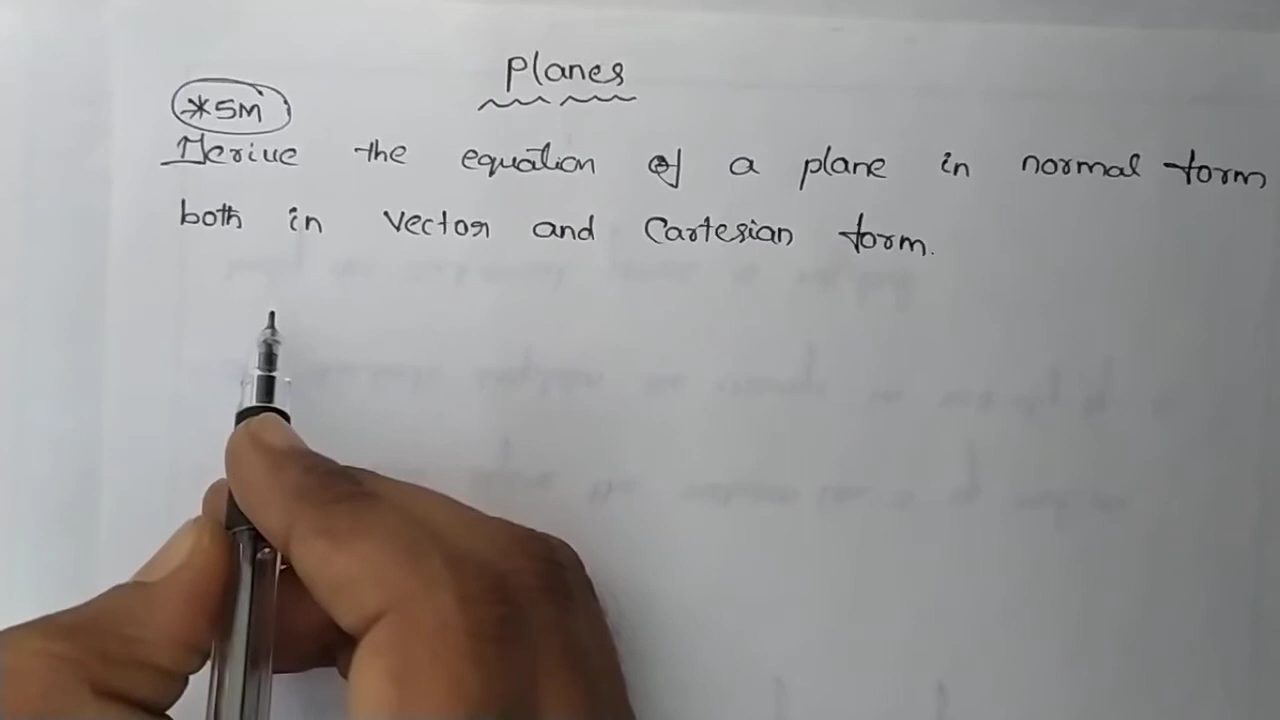 Planes
*5M
Derive the equation of a plane in normal form
both in Vector and Cartesian form.